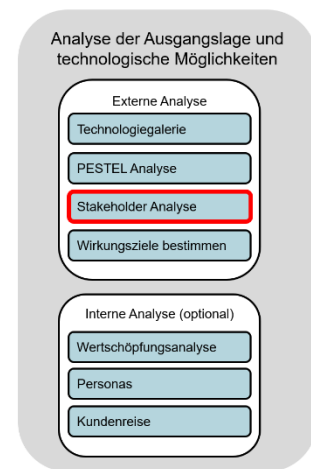 Analyse der Ausgangslage und
technologische Möglichkeiten
Externe Analyse
Technologiegalerie
PESTEL Analyse
Stakeholder Analyse
Wirkungsziele bestimmen
Interne Analyse (optional)
Wertschöpfungsanalyse
Personas
Kundenreise